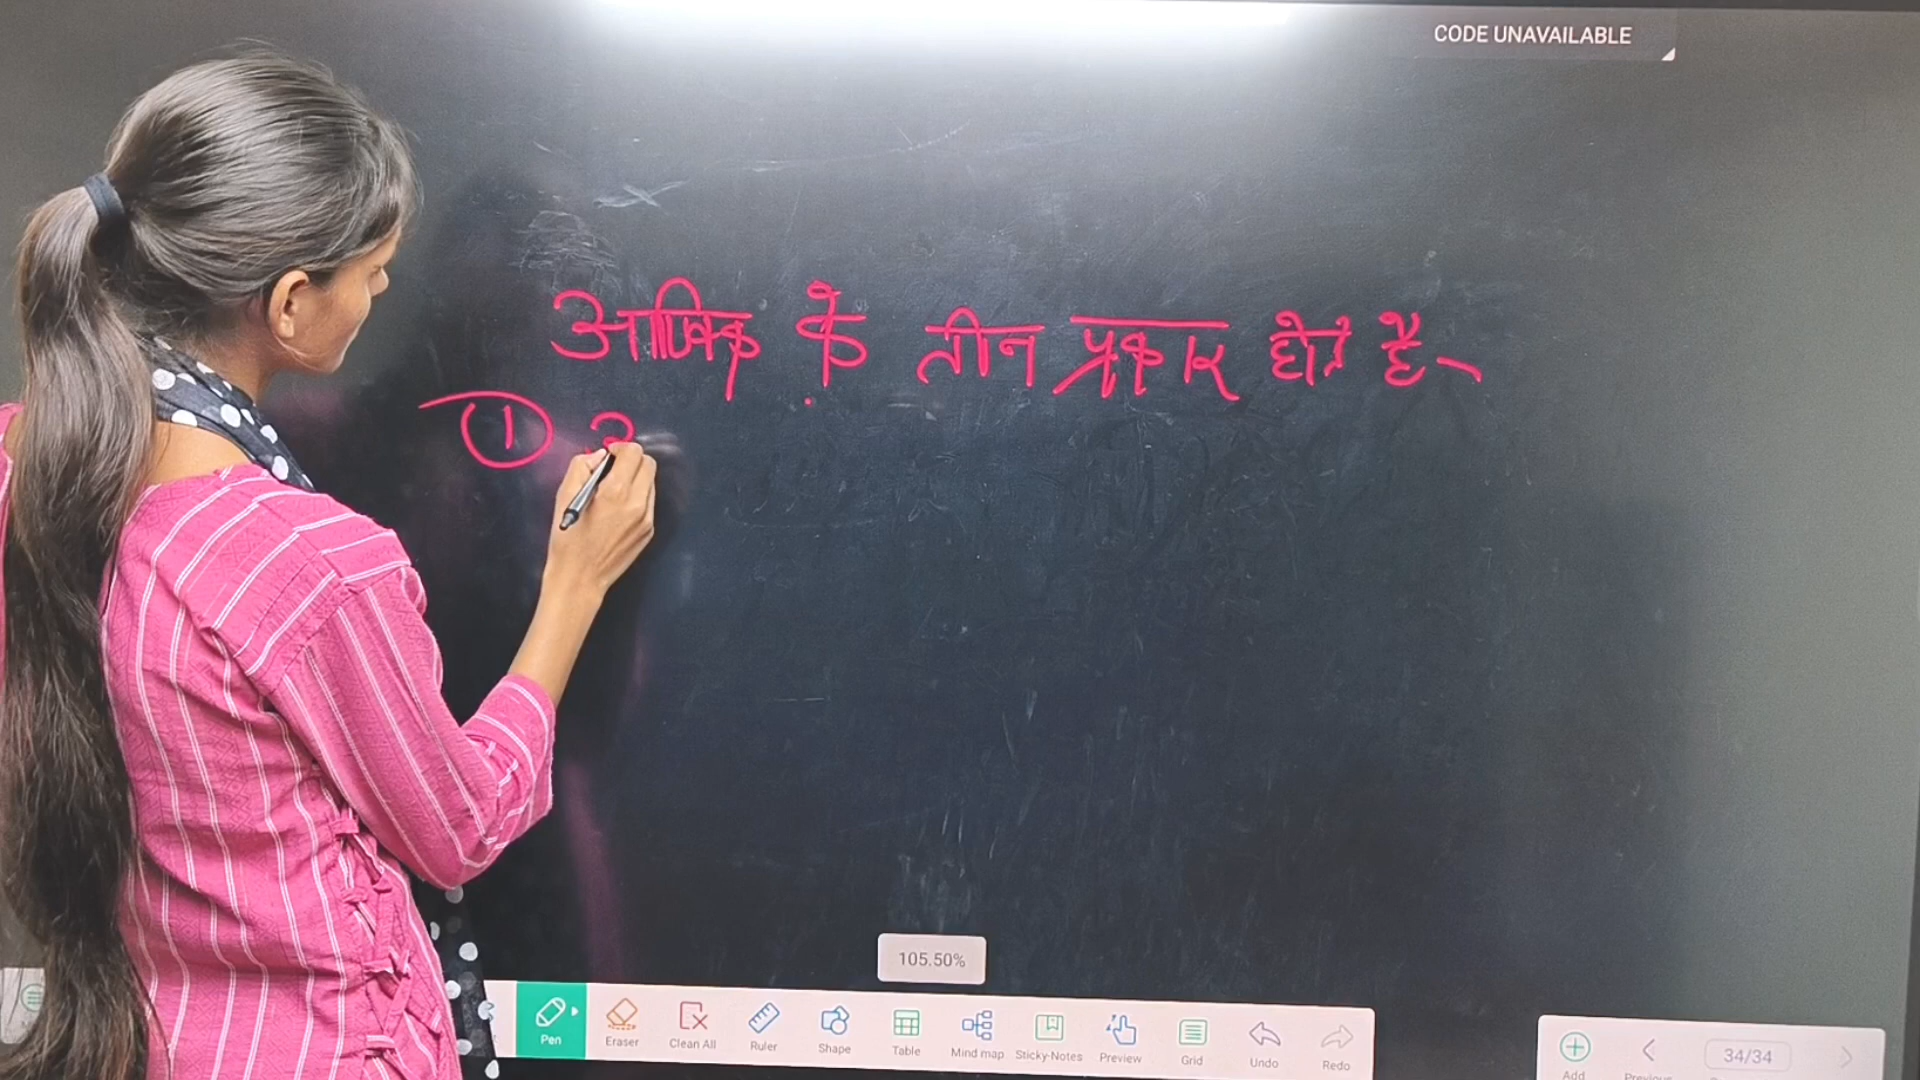 CODE UNAVAILABLE
के तीन प्रकार होते है-
①
105.50%
Pen Eraser Clean All Ruler Shape Table Mind map Sticky-Notes Preview Grid Undo Redo
Add 34/34